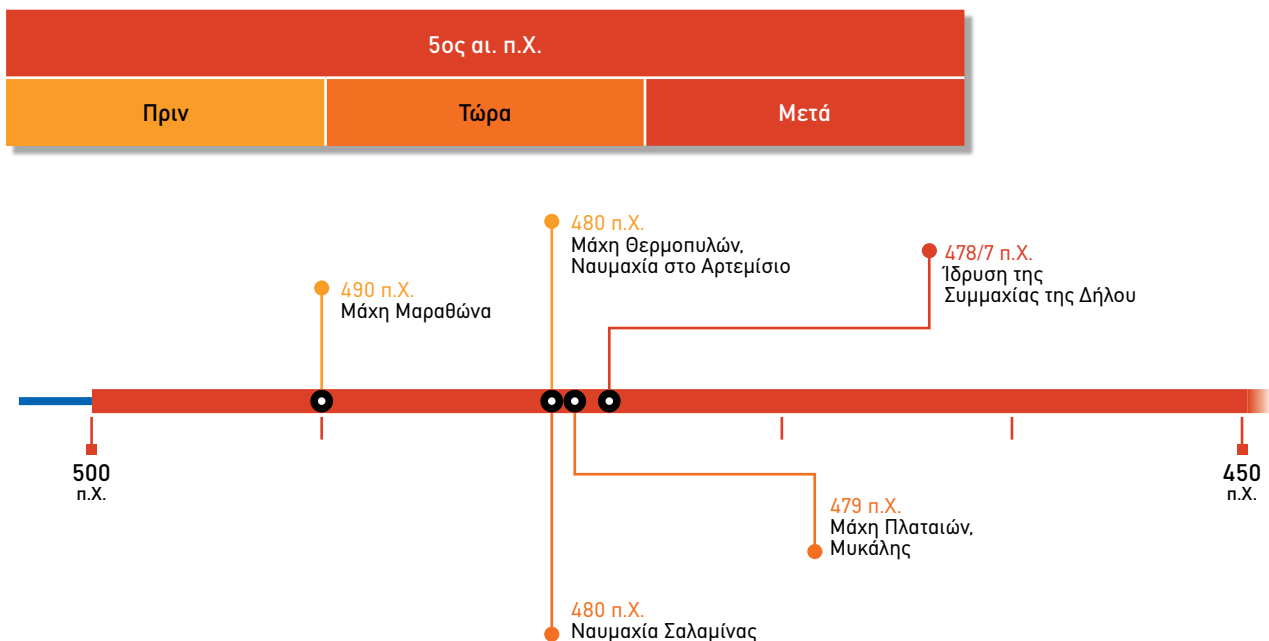 5ος αι. π.Χ.
Πριν
Τώρα
Μετά
480 π.Χ.
Μάχη Θερμοπυλών,
Ναυμαχία στο Αρτεμίσιο
478/7 π.Χ.
Ίδρυση της
Συμμαχίας της Δήλου
490 π.Χ.
Μάχη Μαραθώνα
500
π.Χ.
450
π.Χ.
479 π.Χ.
Μάχη Πλαταιών,
Μυκάλης
480 π.Χ.
Ναυμαχία Σαλαμίνας